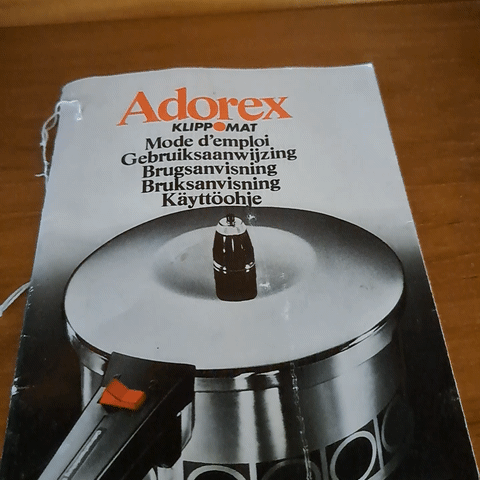 Adorex
KLIPPOMAT
Mode d'emploi
Gebruiksaanwijzing
Brugsanvisning
Bruksanvisning
Käyttöohje